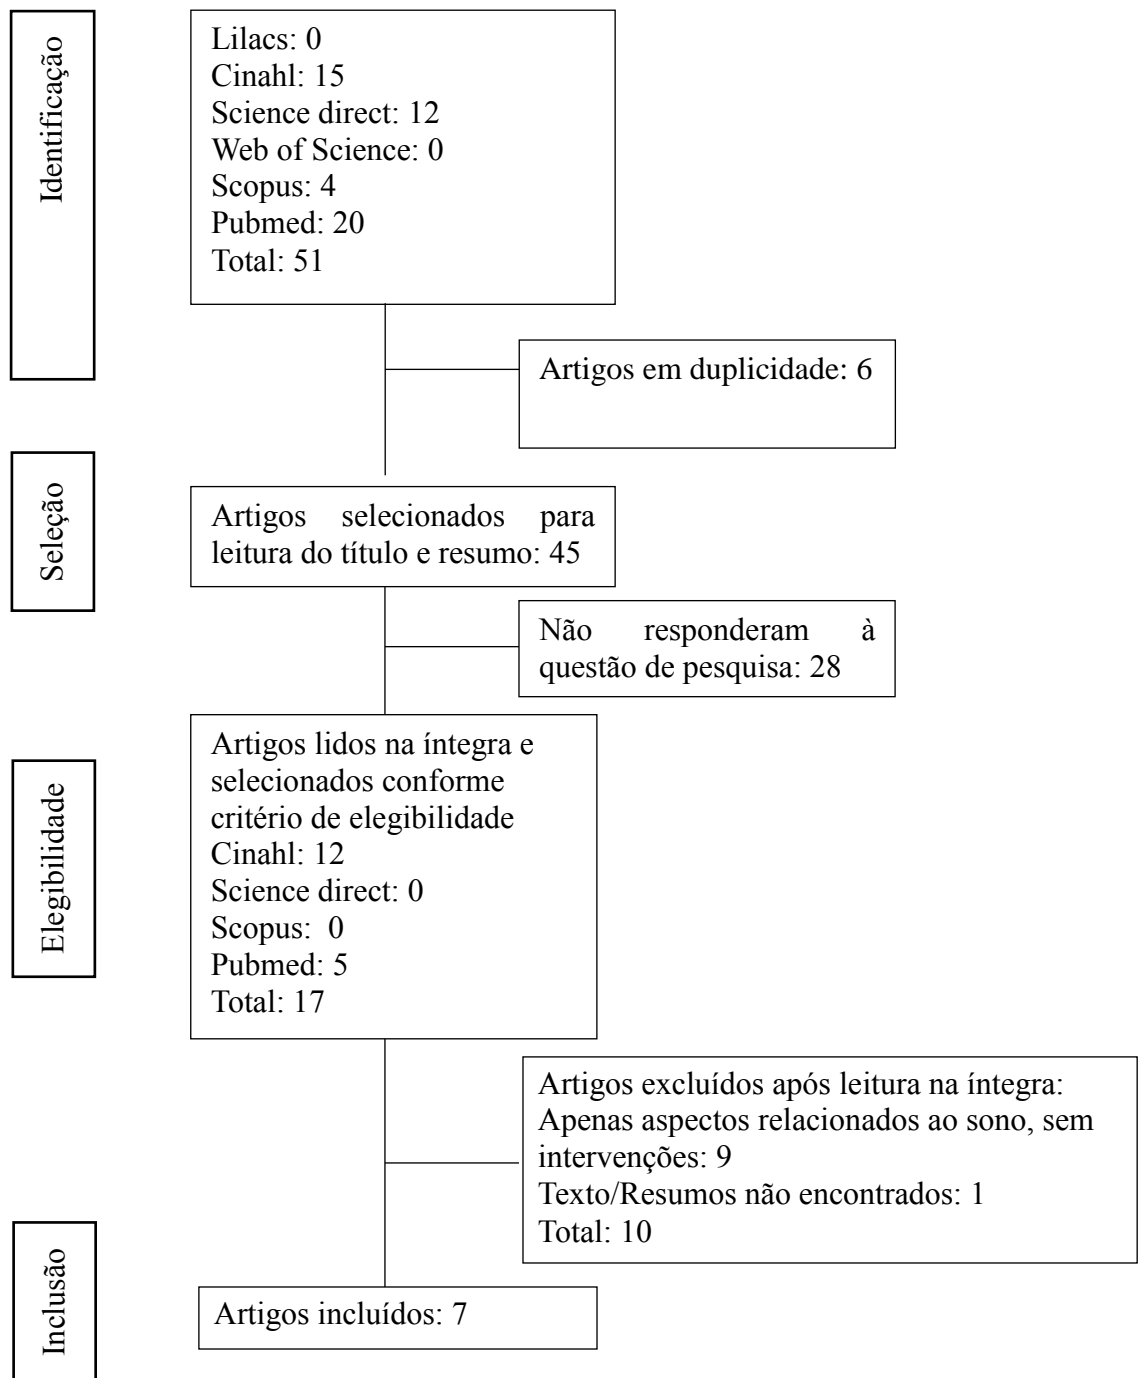 Identificação
Lilacs: 0
Cinahl: 15
Science direct: 12
Web of Science: 0
Scopus: 4
Pubmed: 20
Total: 51
Artigos em duplicidade: 6
Seleção
Artigos selecionados para
leitura do título e resumo: 45
Não responderam à
questão de pesquisa: 28
Elegibilidade
Artigos lidos na íntegra e
selecionados conforme
critério de elegibilidade
Cinahl: 12
Science direct: 0
Scopus: 0
Pubmed: 5
Total: 17
Artigos excluídos após leitura na íntegra:
Apenas aspectos relacionados ao sono, sem
intervenções: 9
Texto/Resumos não encontrados: 1
Total: 10
Inclusão
Artigos incluídos: 7